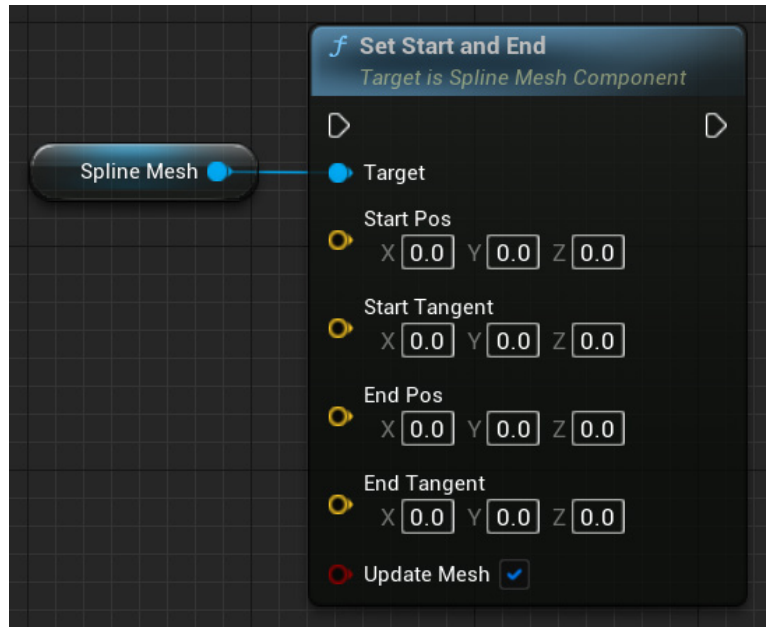 f Set Start and End
Target is Spline Mesh Component
Spline Mesh
Target
Start Pos
X 0.0 Y 0.0 Z 0.0
Start Tangent
X 0.0 Y 0.0 Z 0.0
End Pos
X 0.0 Y 0.0 Z 0.0
End Tangent
X 0.0 Y 0.0 Z 0.0
Update Mesh